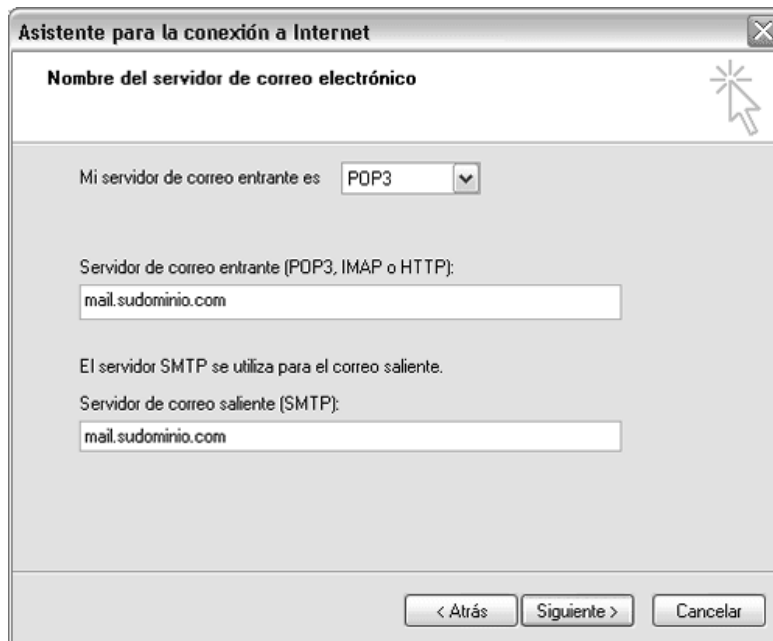 Asistente para la conexión a Internet
Nombre del servidor de correo electrónico
Mi servidor de correo entrante es POP3
Servidor de correo entrante (POP3, IMAP o HTTP):
mail.sudominio.com
El servidor SMTP se utiliza para el correo saliente.
Servidor de correo saliente (SMTP):
mail.sudominio.com
< Atrás Siguiente > Cancelar